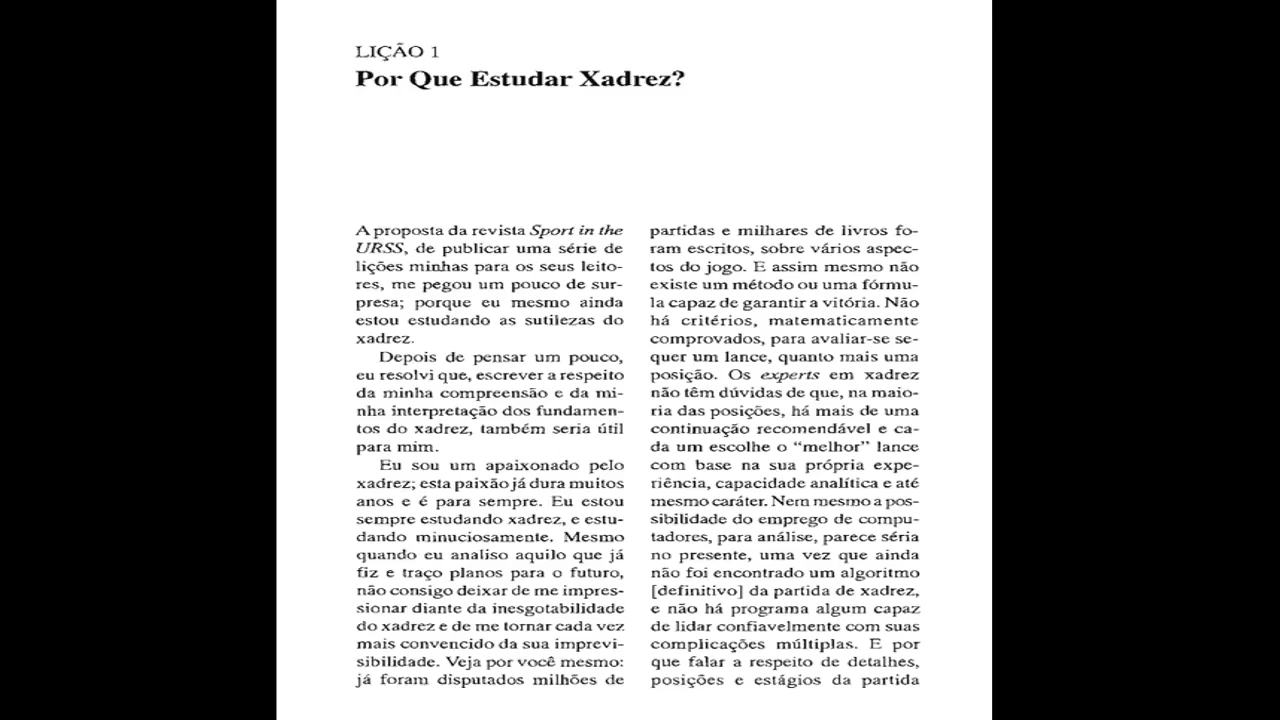 LIÇÃO 1
Por Que Estudar Xadrez?
A proposta da revista Sport in the
URSS, de publicar uma série de
lições minhas para os seus leito-
res, me pegou um pouco de sur-
presa; porque eu mesmo ainda
estou estudando as sutilezas do
xadrez.
Depois de pensar um pouco,
eu resolvi que, escrever a respeito
da minha compreensão e da mi-
nha interpretação dos fundamen-
tos do xadrez, também seria útil
para mim.
Eu sou um apaixonado pelo
xadrez; esta paixão já dura muitos
anos e é para sempre. Eu estou
sempre estudando xadrez, e estu-
dando minuciosamente. Mesmo
quando eu analiso aquilo que já
fiz e traço planos para o futuro,
não consigo deixar de me impres-
sionar diante da inesgotabilidade
do xadrez e de me tornar cada vez
mais convencido da sua imprevi-
sibilidade. Veja por você mesmo:
já foram disputados milhões de
partidas e milhares de livros fo-
ram escritos, sobre vários aspec-
tos do jogo. E assim mesmo não
existe um método ou uma fórmu-
la capaz de garantir a vitória. Não
há critérios, matematicamente
comprovados, para avaliar-se se-
quer um lance, quanto mais uma
posição. Os experts em xadrez
não têm dúvidas de que, na maio-
ria das posições, há mais de uma
continuação recomendável e ca-
da um escolhe o “melhor” lance
com base na sua própria expe-
riência, capacidade analítica e até
mesmo caráter. Nem mesmo a pos-
sibilidade do emprego de compu-
tadores, para análise, parece séria
no presente, uma vez que ainda
não foi encontrado um algoritmo
[definitivo] da partida de xadrez,
e não há programa algum capaz
de lidar confiavelmente com suas
complicações múltiplas. E por
que falar a respeito de detalhes,
posições e estágios da partida